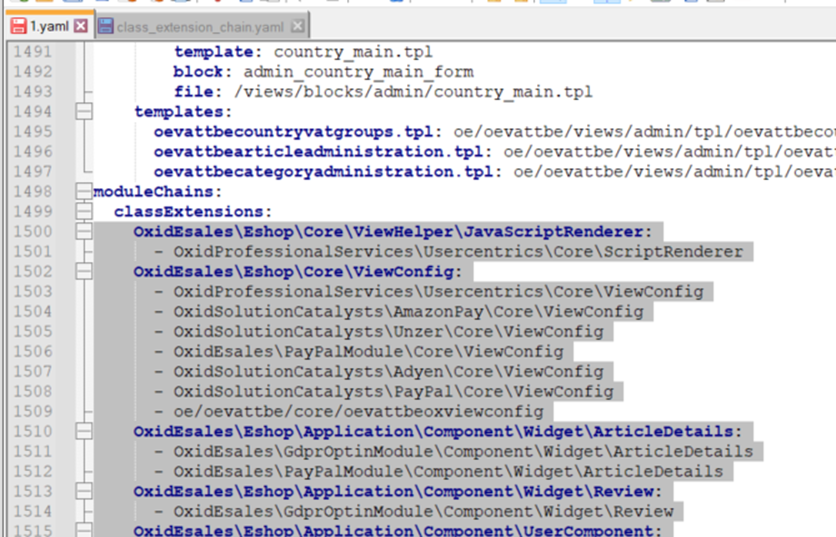 1.yaml class_extension_chain.yaml
1491 template: country_main.tpl
1492 block: admin_country_main_form
1493 file: /views/blocks/admin/country_main.tpl
1494 templates:
1495 oevattbecountryvatgroups.tpl: oe/oevattbe/views/admin/tpl/oevattbecou
1496 oevattbearticleadministration.tpl: oe/oevattbe/views/admin/tpl/oevat
1497 oevattbecategoryadministration.tpl: oe/oevattbe/views/admin/tpl/oeva
1498 moduleChains:
1499 classExtensions:
1500 OxidEsales\Eshop\Core\ViewHelper\JavaScriptRenderer:
1501 - OxidProfessionalServices\Usercentrics\Core\ScriptRenderer
1502 OxidEsales\Eshop\Core\ViewConfig:
1503 - OxidProfessionalServices\Usercentrics\Core\ViewConfig
1504 - OxidSolutionCatalysts\AmazonPay\Core\ViewConfig
1505 - OxidSolutionCatalysts\Unzer\Core\ViewConfig
1506 - OxidEsales\PayPalModule\Core\ViewConfig
1507 - OxidSolutionCatalysts\Adyen\Core\ViewConfig
1508 - OxidSolutionCatalysts\PayPal\Core\ViewConfig
1509 - oe/oevattbe/core/oevattbeoxviewconfig
1510 OxidEsales\Eshop\Application\Component\Widget\ArticleDetails:
1511 - OxidEsales\GdprOptinModule\Component\Widget\ArticleDetails
1512 - OxidEsales\PayPalModule\Component\Widget\ArticleDetails
1513 OxidEsales\Eshop\Application\Component\Widget\Review:
1514 - OxidEsales\GdprOptinModule\Component\Widget\Review
1515 OxidEsales\Eshop\Application\Component\UserComponent: